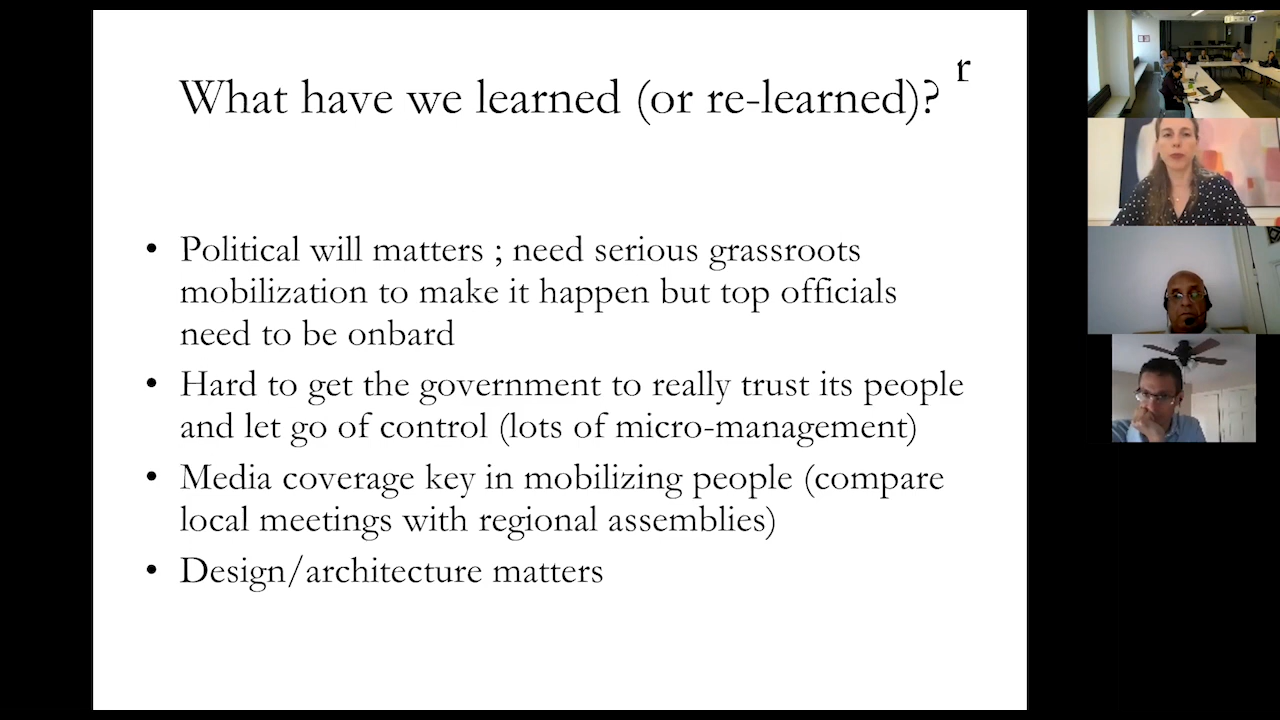 What have we learned (or re-learned)?
r
• Political will matters ; need serious grassroots
mobilization to make it happen but top officials
need to be onbard
• Hard to get the government to really trust its people
and let go of control (lots of micro-management)
• Media coverage key in mobilizing people (compare
local meetings with regional assemblies)
• Design/architecture matters